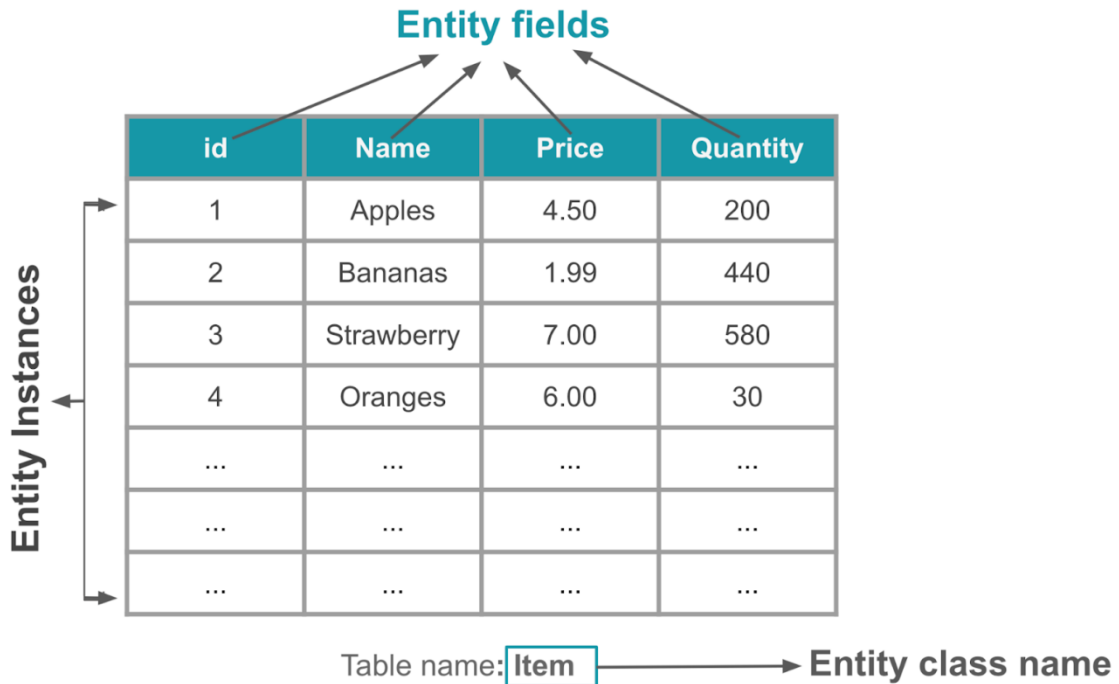 Entity fields
id Name Price Quantity
1 Apples 4.50 200
2 Bananas 1.99 440
3 Strawberry 7.00 580
4 Oranges 6.00 30
... ... ... ...
... ... ... ...
... ... ... ...
Entity Instances
Table name: Item Entity class name